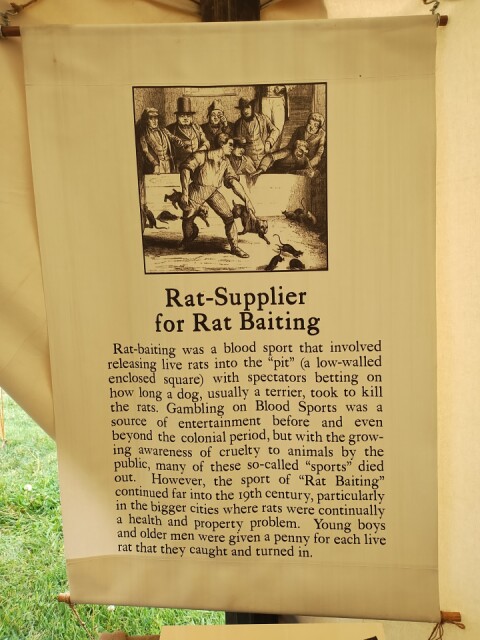 Rat-Supplier
for Rat Baiting
Rat-baiting was a blood sport that involved
releasing live rats into the "pit" (a low-walled
enclosed square) with spectators betting on
how long a dog, usually a terrier, took to kill
the rats. Gambling on Blood Sports was a
source of entertainment before and even
beyond the colonial period, but with the grow-
ing awareness of cruelty to animals by the
public, many of these so-called "sports" died
out. However, the sport of "Rat Baiting"
continued far into the 19th century, particularly
in the bigger cities where rats were continually
a health and property problem. Young boys
and older men were given a penny for each live
rat that they caught and turned in.